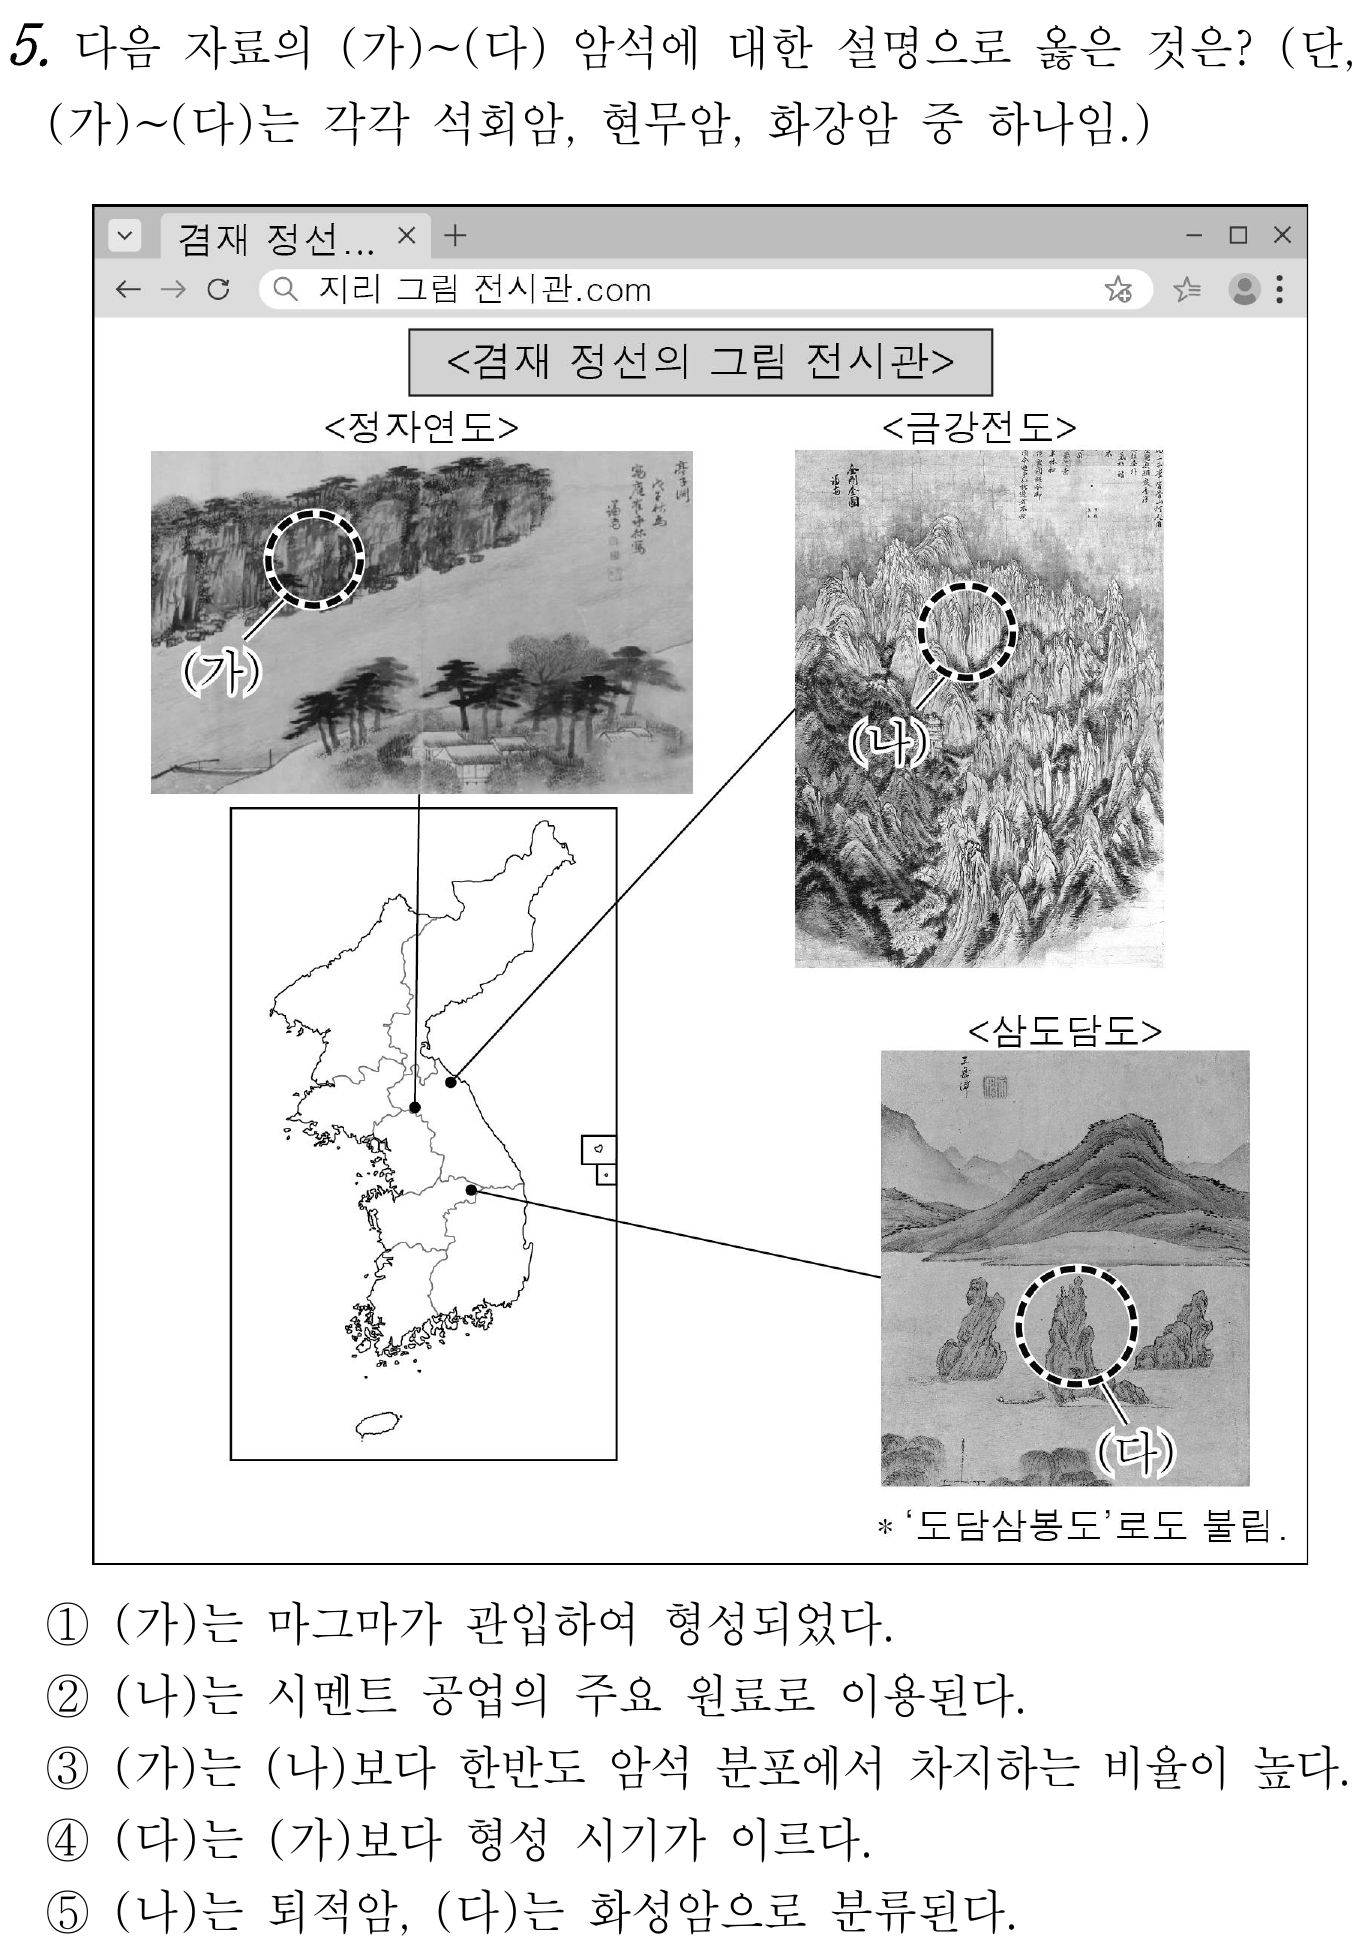 5. 다음 자료의 (가)~(다) 암석에 대한 설명으로 옳은 것은? (단,
(가)~(다)는 각각 석회암, 현무암, 화강암 중 하나임.)
겸재 정선...
지리 그림 전시관.com
<겸재 정선의 그림 전시관>
<정자연도>
<금강전도>
(가)
(나)
<삼도담도>
(다)
* ‘도담삼봉도’로도 불림.
① (가)는 마그마가 관입하여 형성되었다.
② (나)는 시멘트 공업의 주요 원료로 이용된다.
③ (가)는 (나)보다 한반도 암석 분포에서 차지하는 비율이 높다.
④ (다)는 (가)보다 형성 시기가 이르다.
⑤ (나)는 퇴적암, (다)는 화성암으로 분류된다.